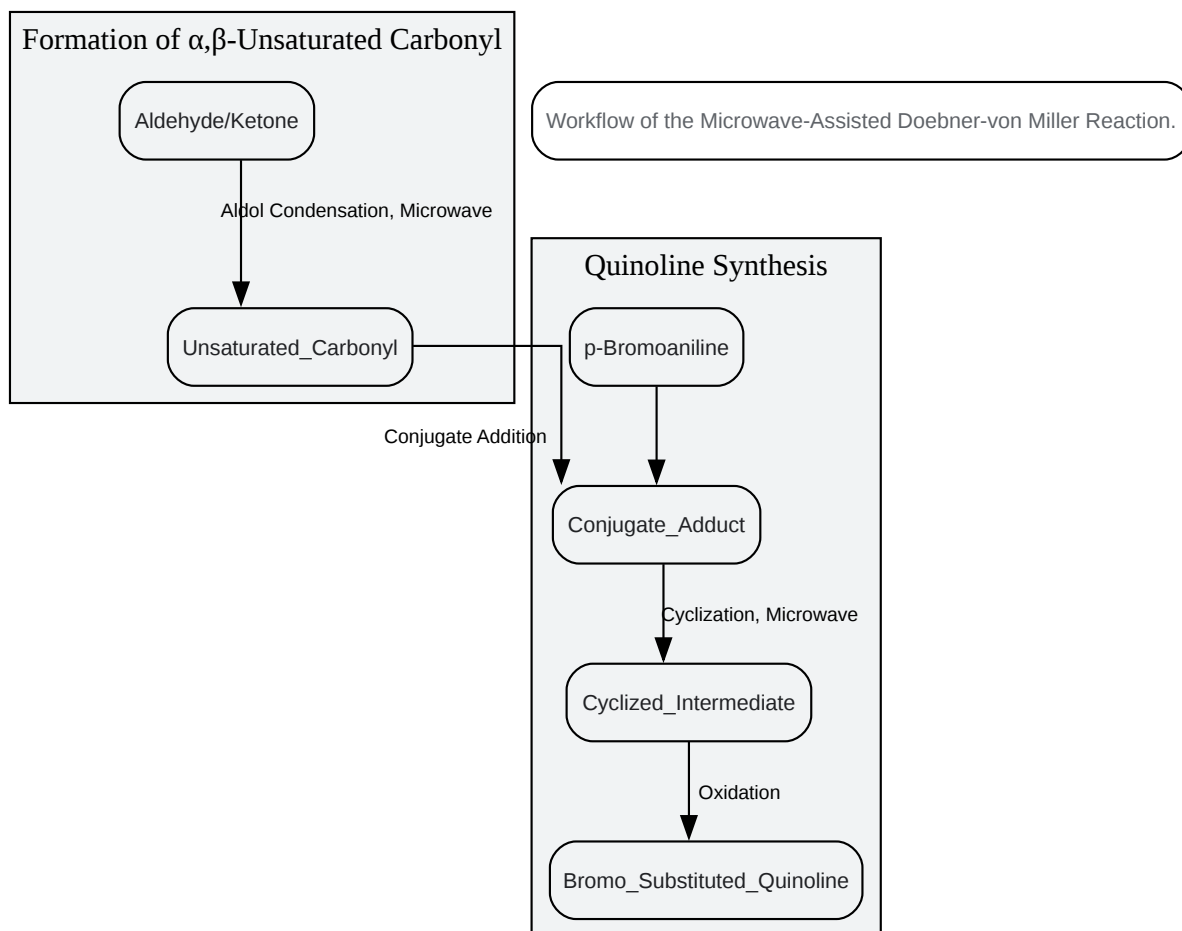 Formation of α,β-Unsaturated Carbonyl
Aldehyde/Ketone
Workflow of the Microwave-Assisted Doebner-von Miller Reaction.
Aldol Condensation, Microwave
Quinoline Synthesis
Unsaturated_Carbonyl
p-Bromoaniline
Conjugate Addition
Conjugate_Adduct
Cyclization, Microwave
Cyclized_Intermediate
Oxidation
Bromo_Substituted_Quinoline